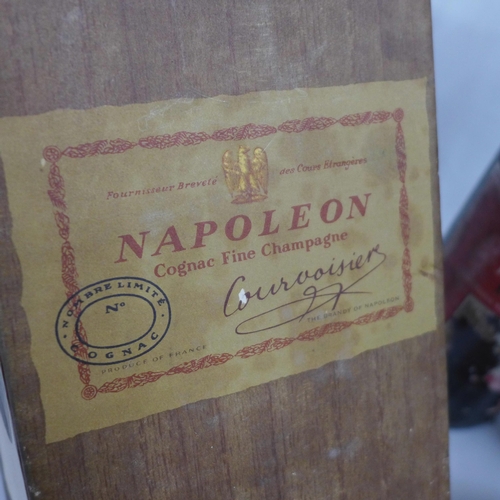 Fournisseur Breveté des Cours Etrangères
NAPOLEON
Cognac Fine Champagne
Courvoisier
"THE BRANDY OF NAPOLEON"
NOMBRE LIMITÉ
Nº
COGNAC
PRODUCE OF FRANCE